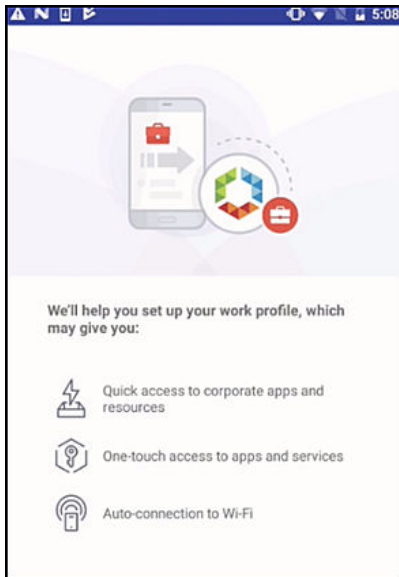 5:08
We'll help you set up your work profile, which
may give you:
Quick access to corporate apps and
resources
One-touch access to apps and services
Auto-connection to Wi-Fi